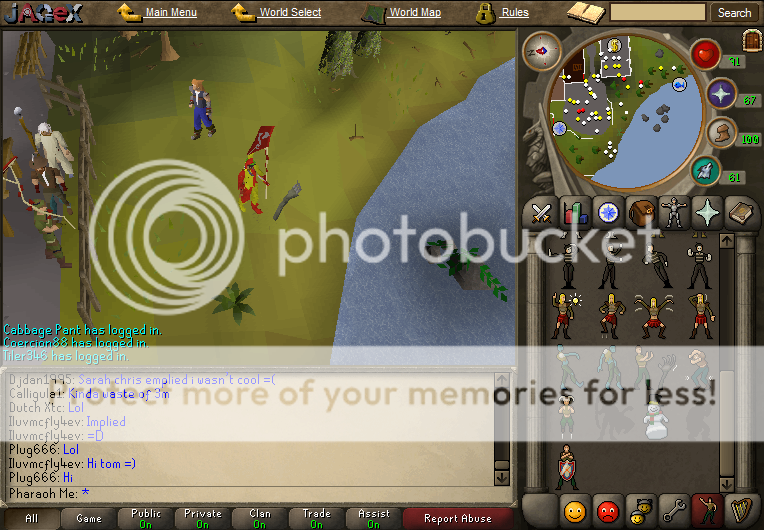 JAGEX
Main Menu
World Select
World Map
Rules
Search
91
67
100
61
photobucket
Cabbage Pant has logged in.
Coercion88 has logged in.
Tiler346 has logged in.
Protect more of your memories for less!
Djdan1995: Sarah chris emplied i wasn't cool =(
Calligula1: Kinda waste of 3m
Dutch Xtc: Lol
Iluvmcfly4ev: Implied
Iluvmcfly4ev: =D
Plug666: Lol
Iluvmcfly4ev: Hi tom =)
Plug666: Hi
Pharaoh Me: *
All
Game
Public On
Private On
Clan On
Trade On
Assist On
Report Abuse